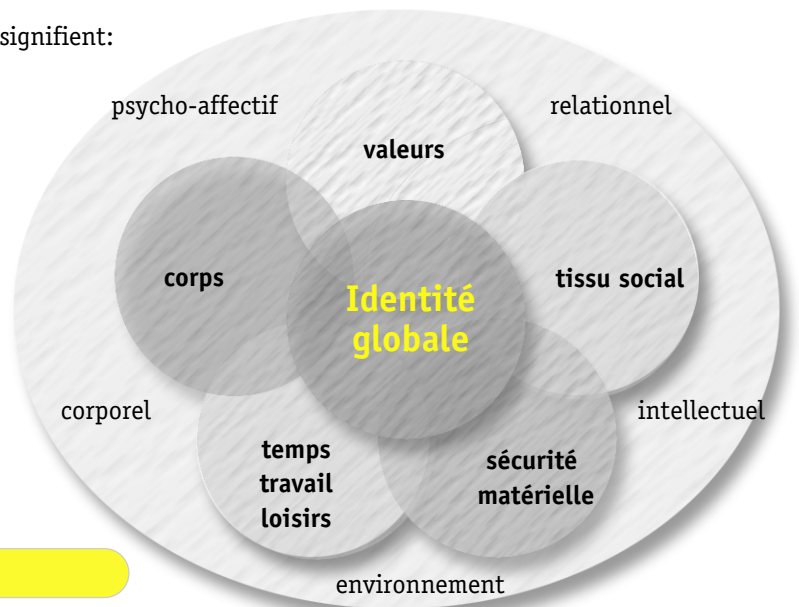 signifient:
psycho-affectif
relationnel
valeurs
corps
tissu social
Identité
globale
corporel
intellectuel
temps
travail
loisirs
sécurité
matérielle
environnement